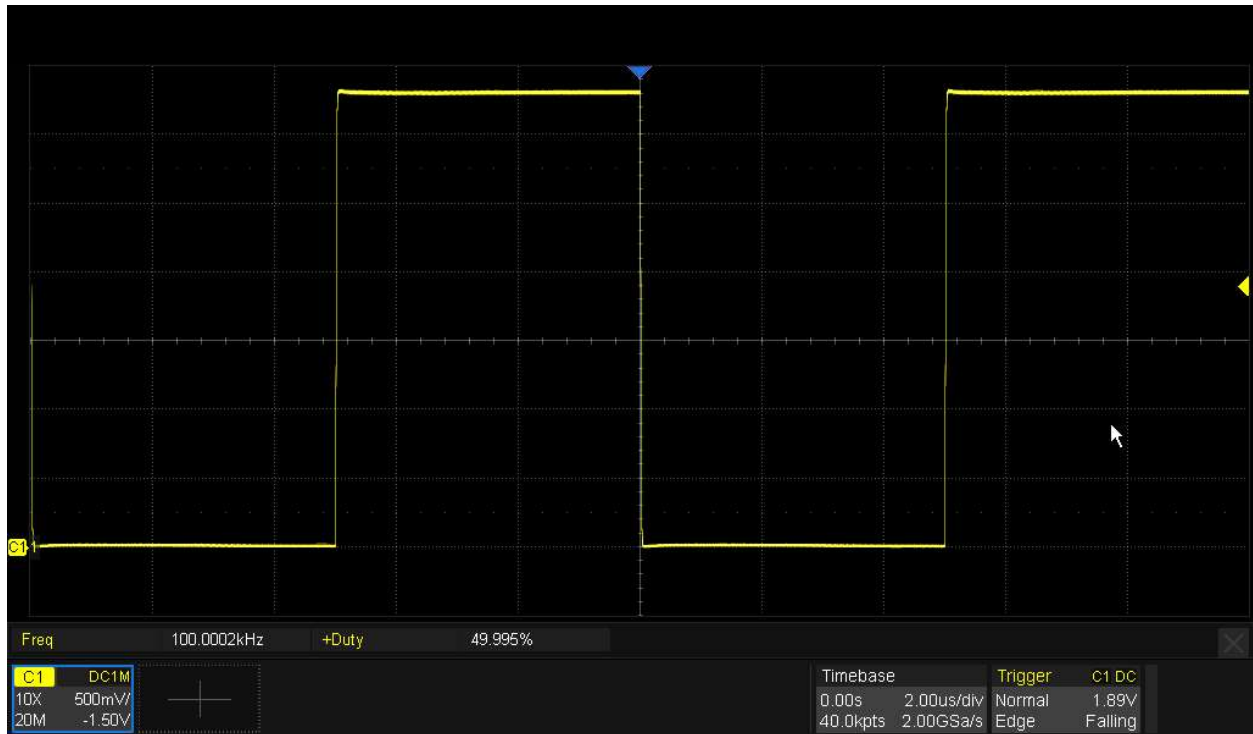 C1 1
Freq 100.0002kHz +Duty 49.995%
C1 DC1M
10X 500mV/
20M -1.50V
Timebase
0.00s 2.00us/div
40.0kpts 2.00GSa/s
Trigger C1 DC
Normal 1.89V
Edge Falling